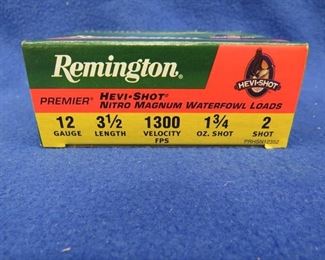 Remington.
HEVI-SHOT
PREMIER® HEVI-SHOT®
NITRO MAGNUM WATERFOWL LOADS
12 3½ 1300 1¾ 2
GAUGE LENGTH VELOCITY OZ. SHOT SHOT
FPS
PRHSN12352